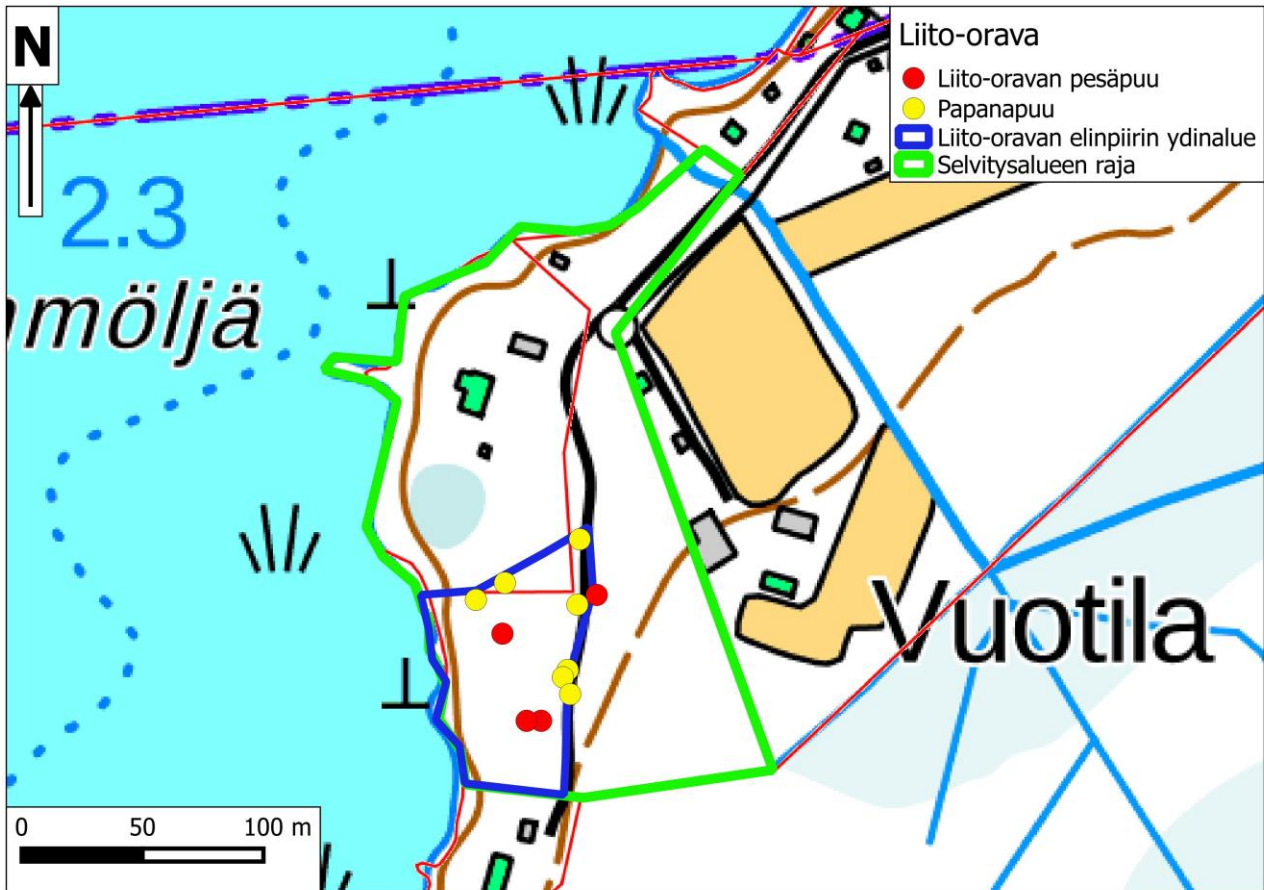 N
Liito-orava
Liito-oravan pesäpuu
Papanapuu
Liito-oravan elinpiirin ydinalue
Selvitysalueen raja
2.3
möljä
Vuotila
0 50 100 m